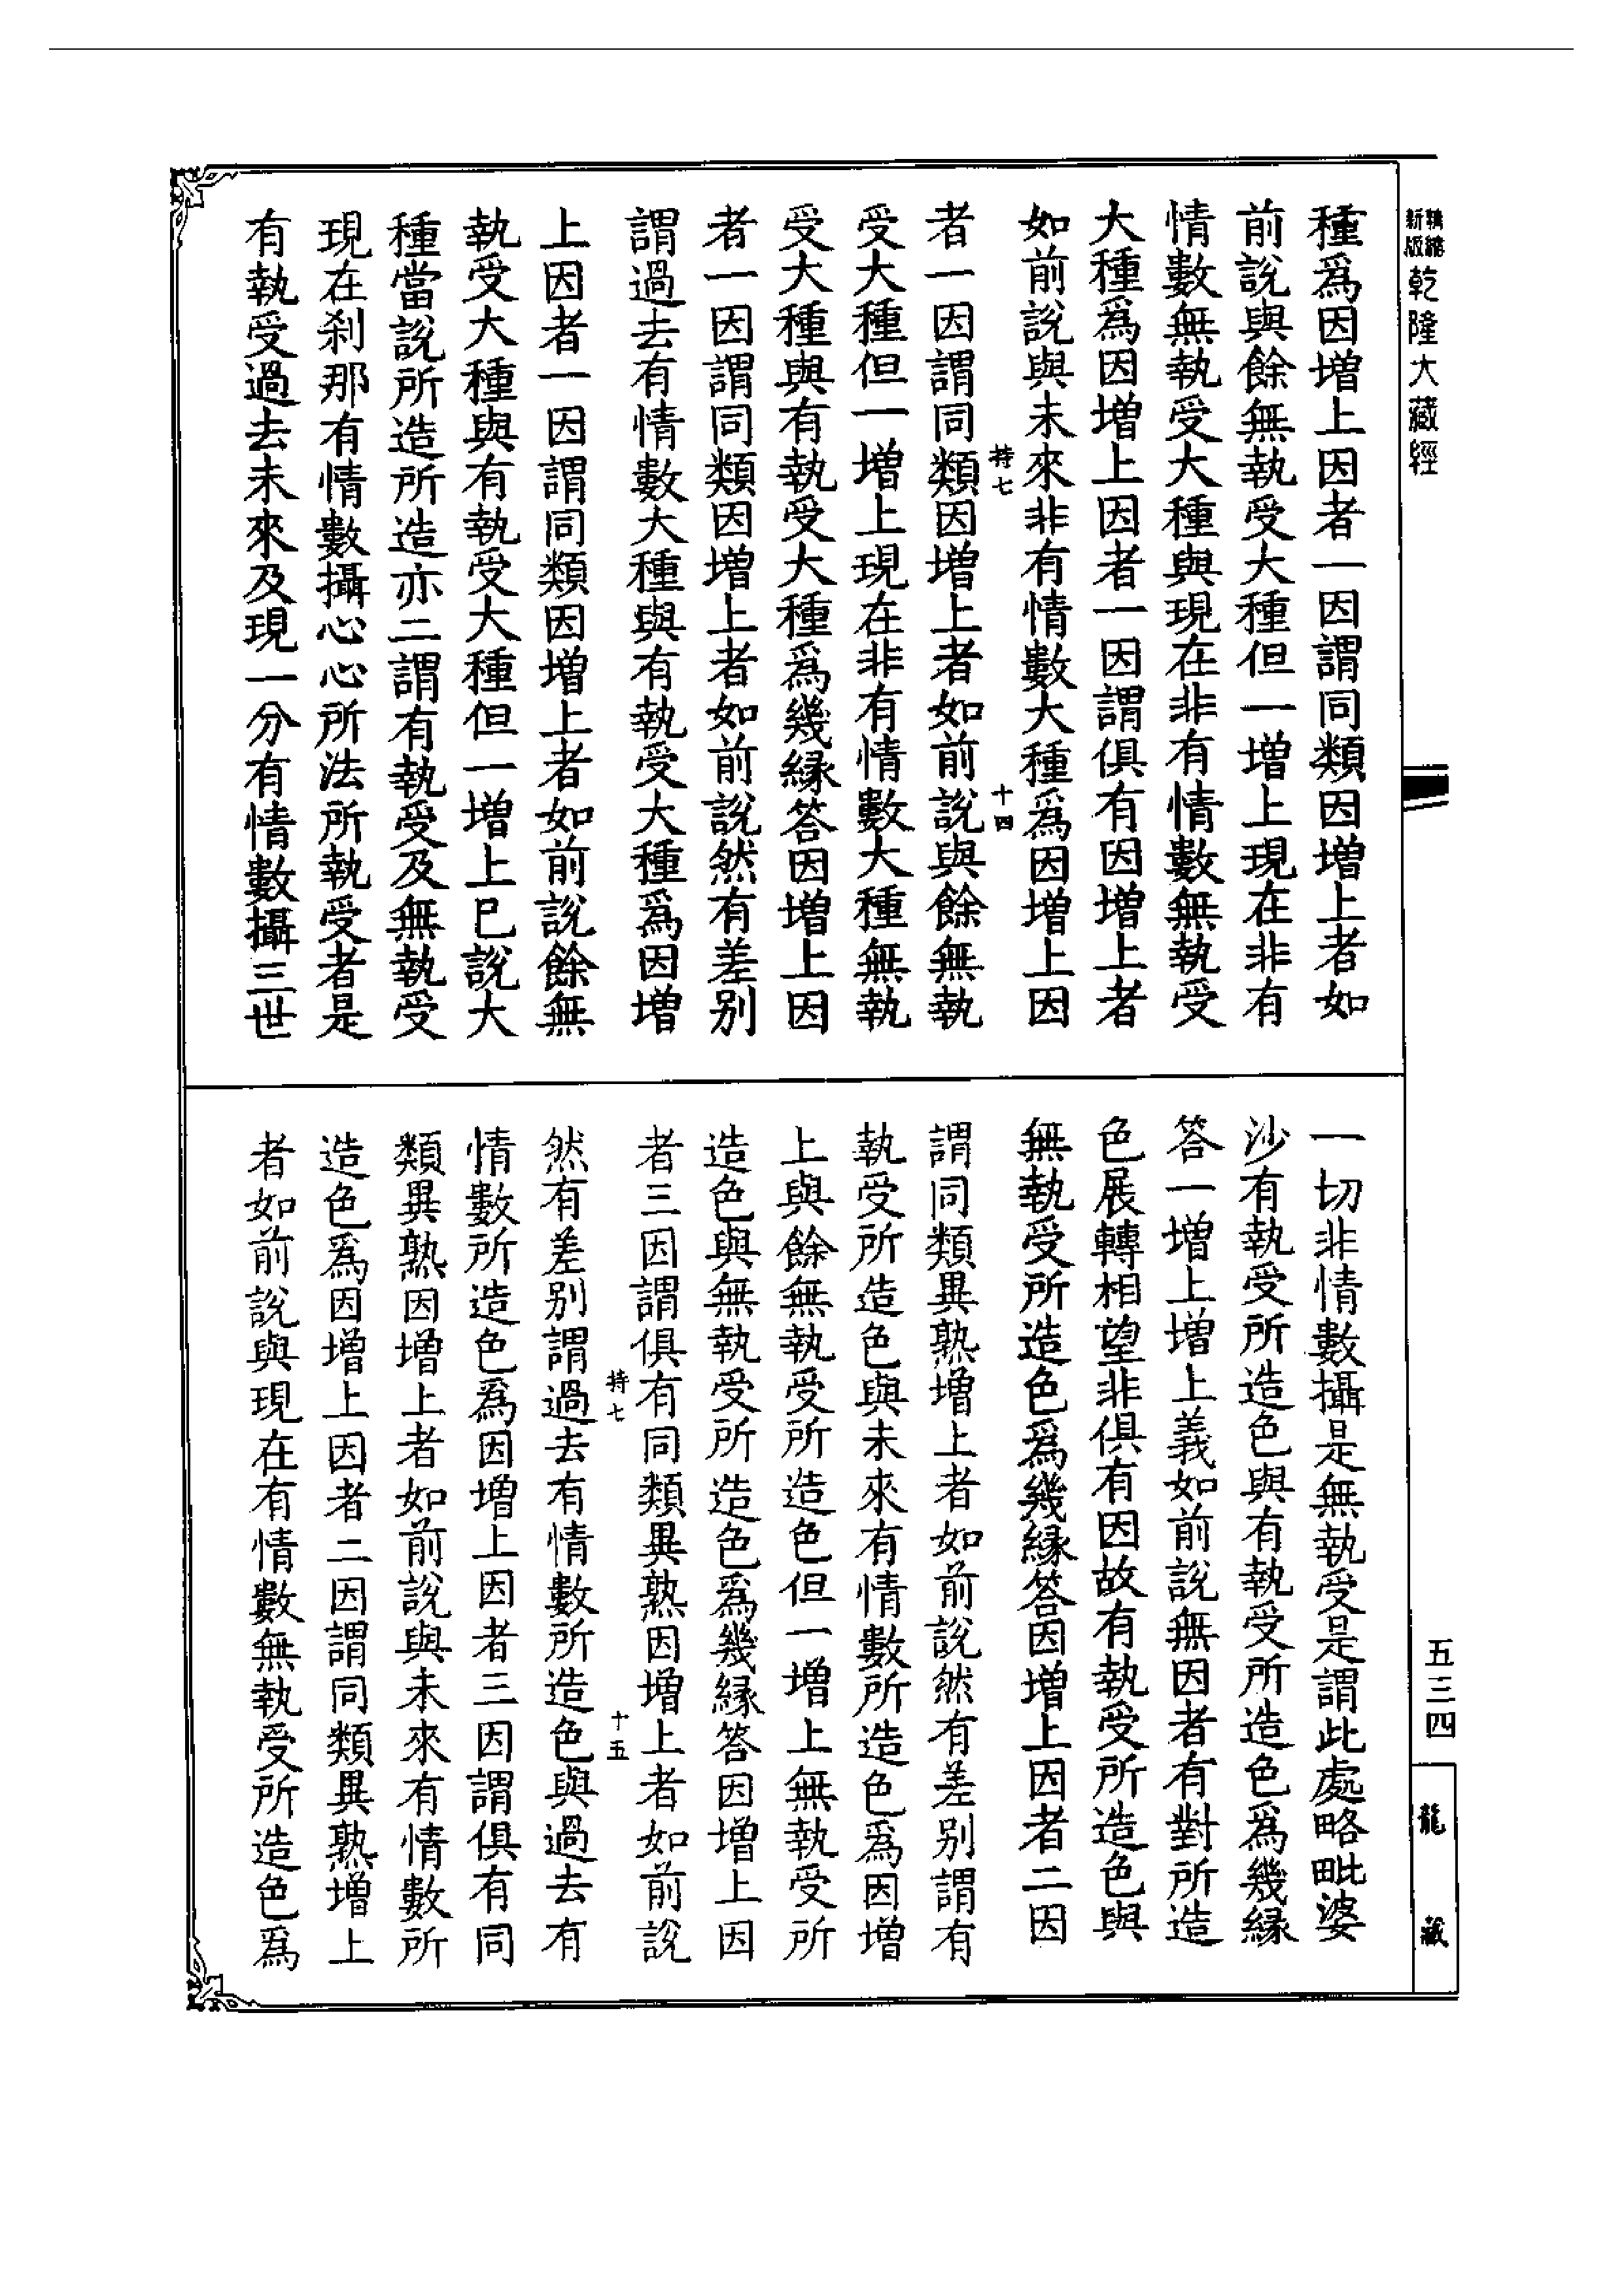 新版
乾隆大藏經
種爲因增上因者一因謂同類因增上者如
前說與餘無執受大種但一增上現在非有
情數無執受大種與現在非有情數無執受
大種爲因增上因者一因謂俱有因增上者
如前說與未來非有情數大種爲因增上因
持七
十四
者一因謂同類因增上者如前說與餘無執
受大種但一增上現在非有情數大種無執
受大種與有執受大種爲幾緣答因增上因
者一因謂同類因增上者如前說然有差別
謂過去有情數大種與有執受大種爲因增
上因者一因謂同類因增上者如前說餘無
執受大種與有執受大種但一增上已說大
種當說所造所造亦二謂有執受及無執受
現在刹那有情數攝心心所法所執受者是
有執受過去未來及現一分有情數攝三世
一切非情數攝是無執受是謂此處略毗婆
沙有執受所造色與有執受所造色爲幾緣
答一增上增上義如前說無因者有對所造
色展轉相望非俱有因故有執受所造色與
無執受所造色爲幾緣答因增上因者二因
謂同類異熟增上者如前說然有差別謂有
執受所造色與未來有情數所造色爲因增
上與餘無執受所造色但一增上無執受所
造色與無執受所造色爲幾緣答因增上因
者三因謂俱有同類異熟因增上者如前說
持七
十五
然有差別謂過去有情數所造色與過去有
情數所造色爲因增上因者三因謂俱有同
類異熟因增上者如前說與未來有情數所
造色爲因增上因者二因謂同類異熟增上
者如前說與現在有情數無執受所造色爲
五三四
龍藏